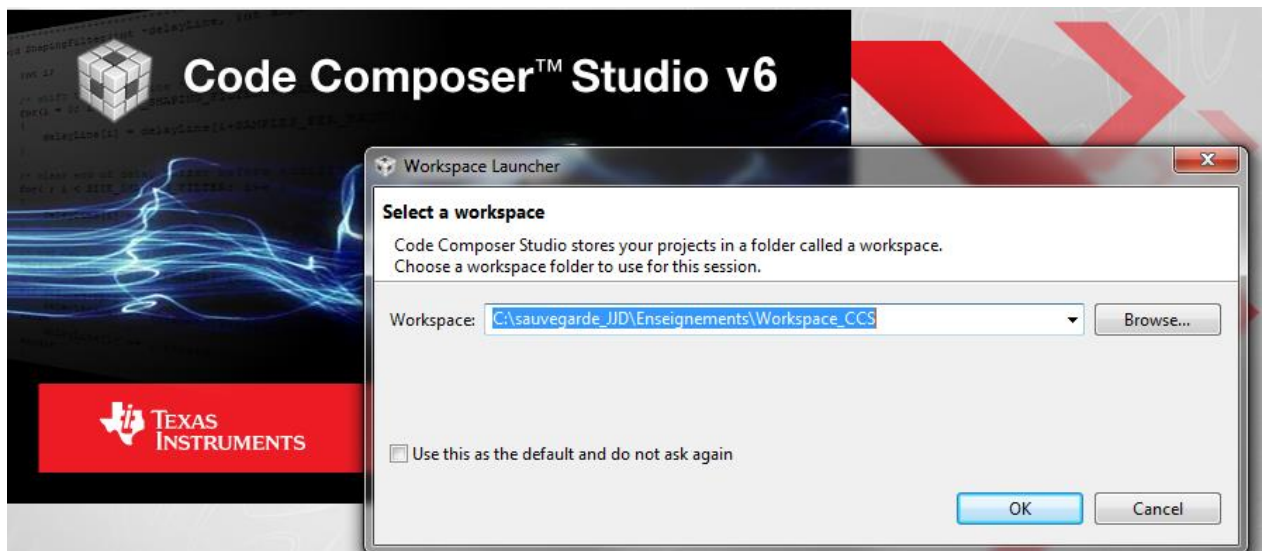 Code Composer™ Studio v6
Workspace Launcher
Select a workspace
Code Composer Studio stores your projects in a folder called a workspace.
Choose a workspace folder to use for this session.
Workspace: C:\sauvegarde_JJD\Enseignements\Workspace_CCS Browse...
TEXAS
INSTRUMENTS
Use this as the default and do not ask again
OK Cancel